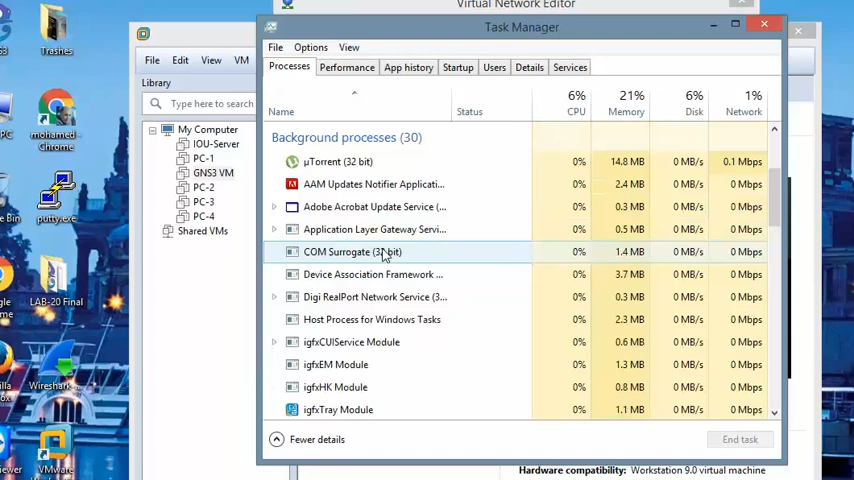 Virtual Network Editor
Task Manager
File Options View
Processes Performance App history Startup Users Details Services
6% 21% 6% 1%
Name Status CPU Memory Disk Network
Background processes (30)
µTorrent (32 bit) 0% 14.8 MB 0 MB/s 0.1 Mbps
AAM Updates Notifier Applicati... 0% 2.4 MB 0 MB/s 0 Mbps
Adobe Acrobat Update Service (... 0% 0.3 MB 0 MB/s 0 Mbps
Application Layer Gateway Servi... 0% 0.5 MB 0 MB/s 0 Mbps
COM Surrogate (32 bit) 0% 1.4 MB 0 MB/s 0 Mbps
Device Association Framework ... 0% 3.7 MB 0 MB/s 0 Mbps
Digi RealPort Network Service (3... 0% 0.3 MB 0 MB/s 0 Mbps
Host Process for Windows Tasks 0% 2.3 MB 0 MB/s 0 Mbps
igfxCUIService Module 0% 0.6 MB 0 MB/s 0 Mbps
igfxEM Module 0% 1.3 MB 0 MB/s 0 Mbps
igfxHK Module 0% 0.8 MB 0 MB/s 0 Mbps
igfxTray Module 0% 1.1 MB 0 MB/s 0 Mbps
Fewer details End task
File Edit View VM
Library
Type here to search
My Computer
IOU-Server
PC-1
GNS3 VM
PC-2
PC-3
PC-4
Shared VMs
Hardware compatibility: Workstation 9.0 virtual machine
Trashes
PC
mohamed -
Chrome
Bin
putty.exe
LAB-20 Final
Wireshark
VMware